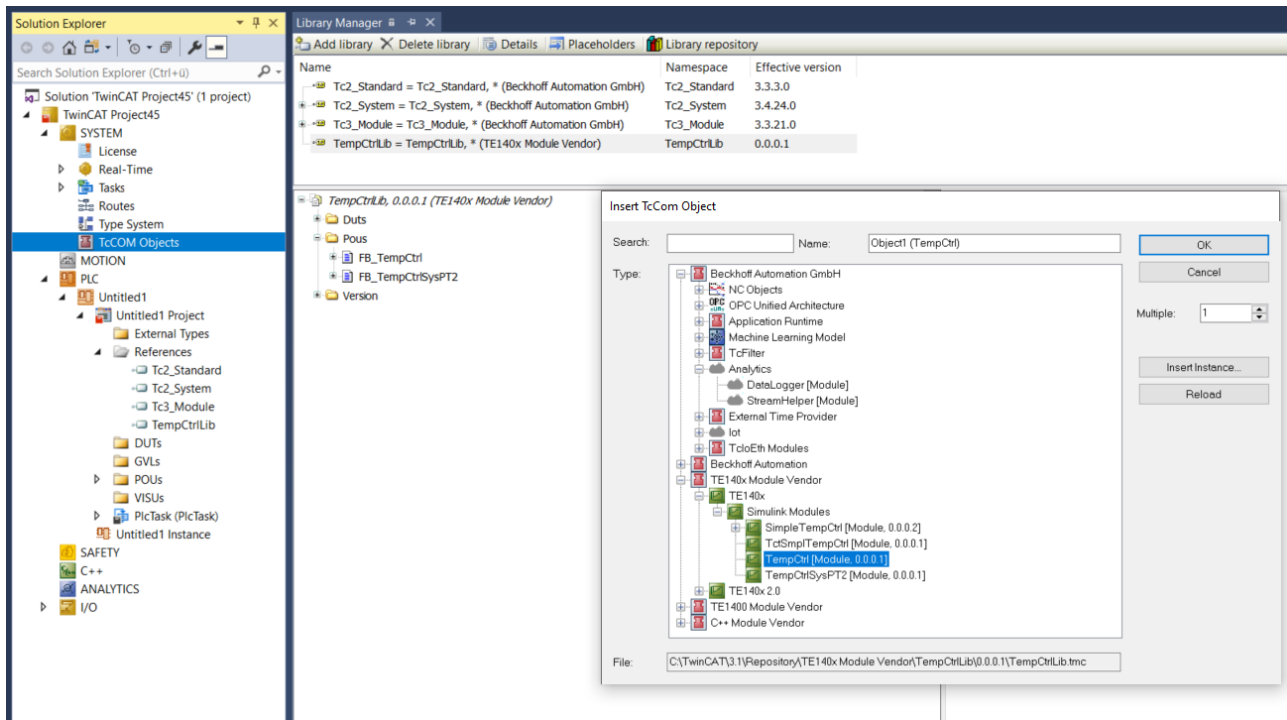 Solution Explorer
Search Solution Explorer (Ctrl+ü)
Solution 'TwinCAT Project45' (1 project)
TwinCAT Project45
SYSTEM
License
Real-Time
Tasks
Routes
Type System
TcCOM Objects
MOTION
PLC
Untitled1
Untitled1 Project
External Types
References
Tc2_Standard
Tc2_System
Tc3_Module
TempCtrlLib
DUTs
GVLs
POUs
VISUs
PlcTask (PlcTask)
Untitled1 Instance
SAFETY
C++
ANALYTICS
I/O
Library Manager
Add library Delete library Details Placeholders Library repository
Name Namespace Effective version
Tc2_Standard = Tc2_Standard, * (Beckhoff Automation GmbH) Tc2_Standard 3.3.3.0
Tc2_System = Tc2_System, * (Beckhoff Automation GmbH) Tc2_System 3.4.24.0
Tc3_Module = Tc3_Module, * (Beckhoff Automation GmbH) Tc3_Module 3.3.21.0
TempCtrlLib = TempCtrlLib, * (TE140x Module Vendor) TempCtrlLib 0.0.0.1
TempCtrlLib, 0.0.0.1 (TE140x Module Vendor)
Duts
Pous
FB_TempCtrl
FB_TempCtrlSysPT2
Version
Insert TcCom Object
Search: Name: Object1 (TempCtrl) OK
Type: Beckhoff Automation GmbH Cancel
NC Objects
OPC Unified Architecture
Application Runtime Multiple: 1
Machine Learning Model
TcFilter
Analytics Insert Instance...
DataLogger [Module]
StreamHelper [Module] Reload
External Time Provider
Iot
TcIoEth Modules
Beckhoff Automation
TE140x Module Vendor
TE140x
Simulink Modules
SimpleTempCtrl [Module, 0.0.0.2]
TctSmplTempCtrl [Module, 0.0.0.1]
TempCtrl [Module, 0.0.0.1]
TempCtrlSysPT2 [Module, 0.0.0.1]
TE140x 2.0
TE1400 Module Vendor
C++ Module Vendor
File: C:\TwinCAT\3.1\Repository\TE140x Module Vendor\TempCtrlLib\0.0.0.1\TempCtrlLib.tmc